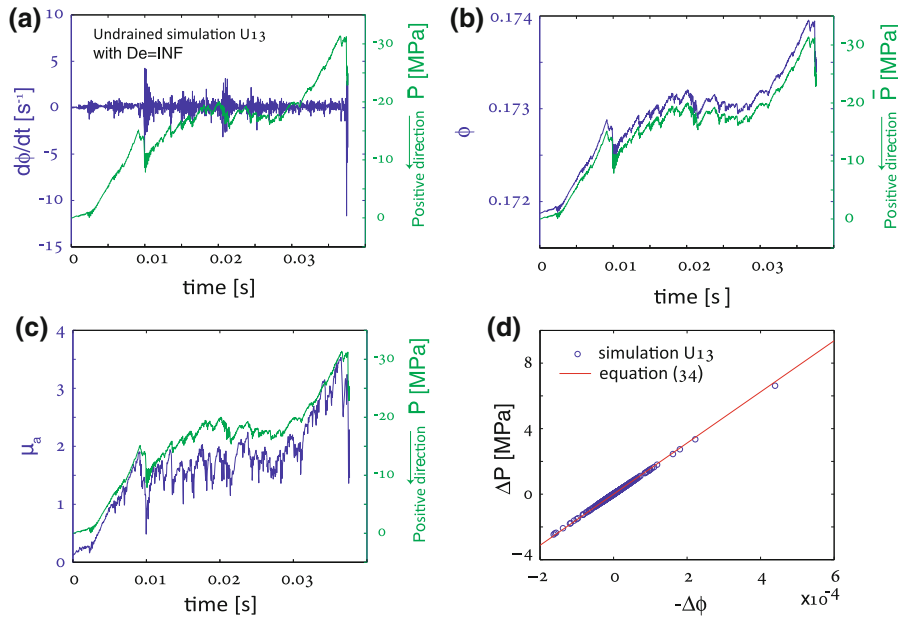 (a)
Undrained simulation U13
with De=INF
dϕ/dt [s⁻¹]
15
10
5
0
-5
-10
-15
0
0.01
0.02
0.03
time [s]
-30
-20
-10
0
Positive direction
P̄ [MPa]
(b)
ϕ
0.174
0.173
0.172
0
0.01
0.02
0.03
time [s]
-30
-20
-10
0
Positive direction
P̄ [MPa]
(c)
μₐ
4
3
2
1
0
0
0.01
0.02
0.03
time [s]
-30
-20
-10
0
Positive direction
P̄ [MPa]
(d)
simulation U13
equation (34)
ΔP [MPa]
8
4
0
-4
-2
0
2
4
6
-Δϕ
x10⁻⁴